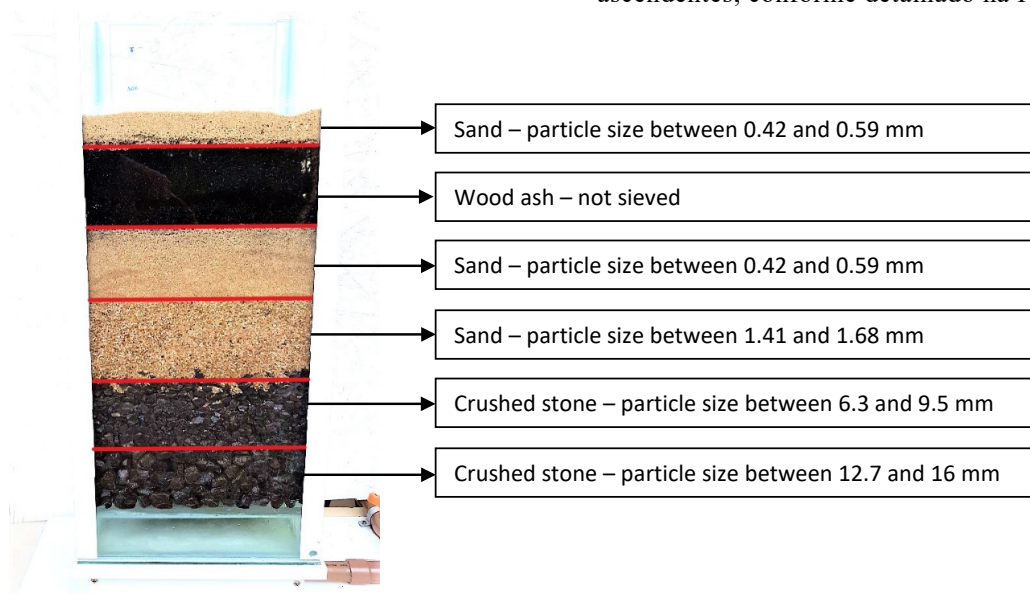 ascendentes, conforme detalhado na
Sand – particle size between 0.42 and 0.59 mm
Wood ash – not sieved
Sand – particle size between 0.42 and 0.59 mm
Sand – particle size between 1.41 and 1.68 mm
Crushed stone – particle size between 6.3 and 9.5 mm
Crushed stone – particle size between 12.7 and 16 mm